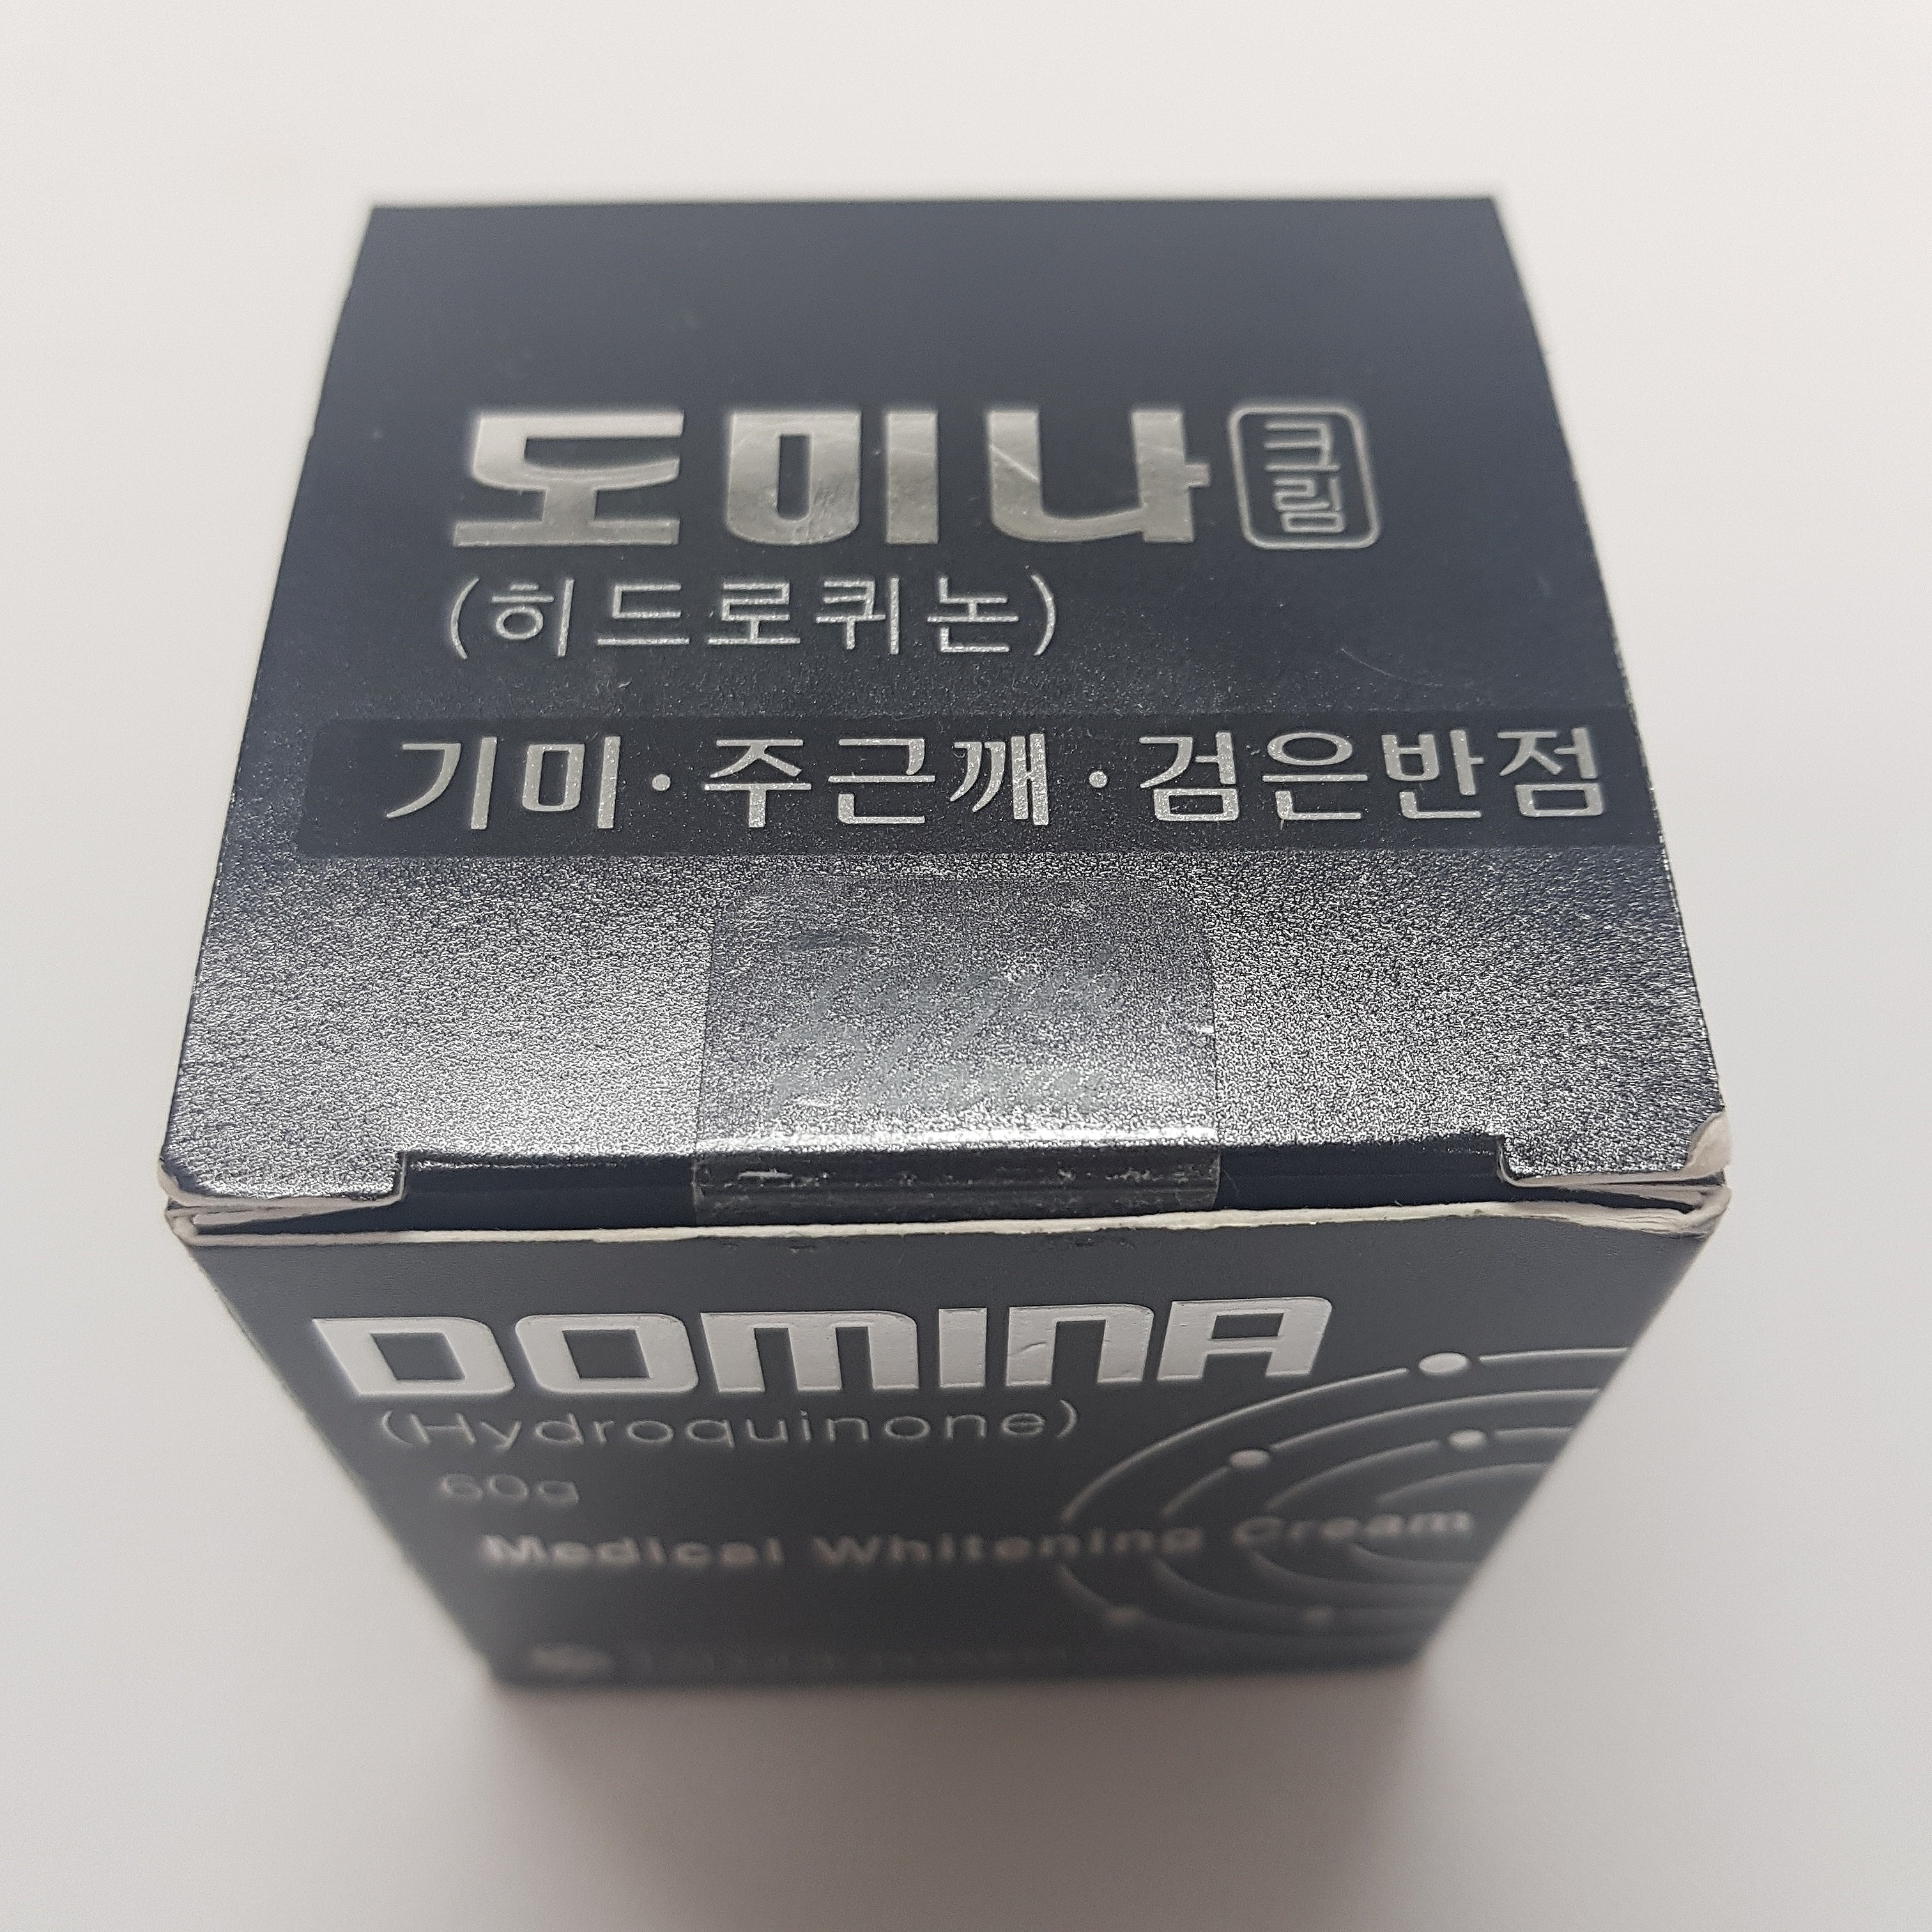 도미나 크림
(히드로퀴논)
기미·주근깨·검은반점
DOMINA
(Hydroquinone)
60g
Medical Whitening Cream